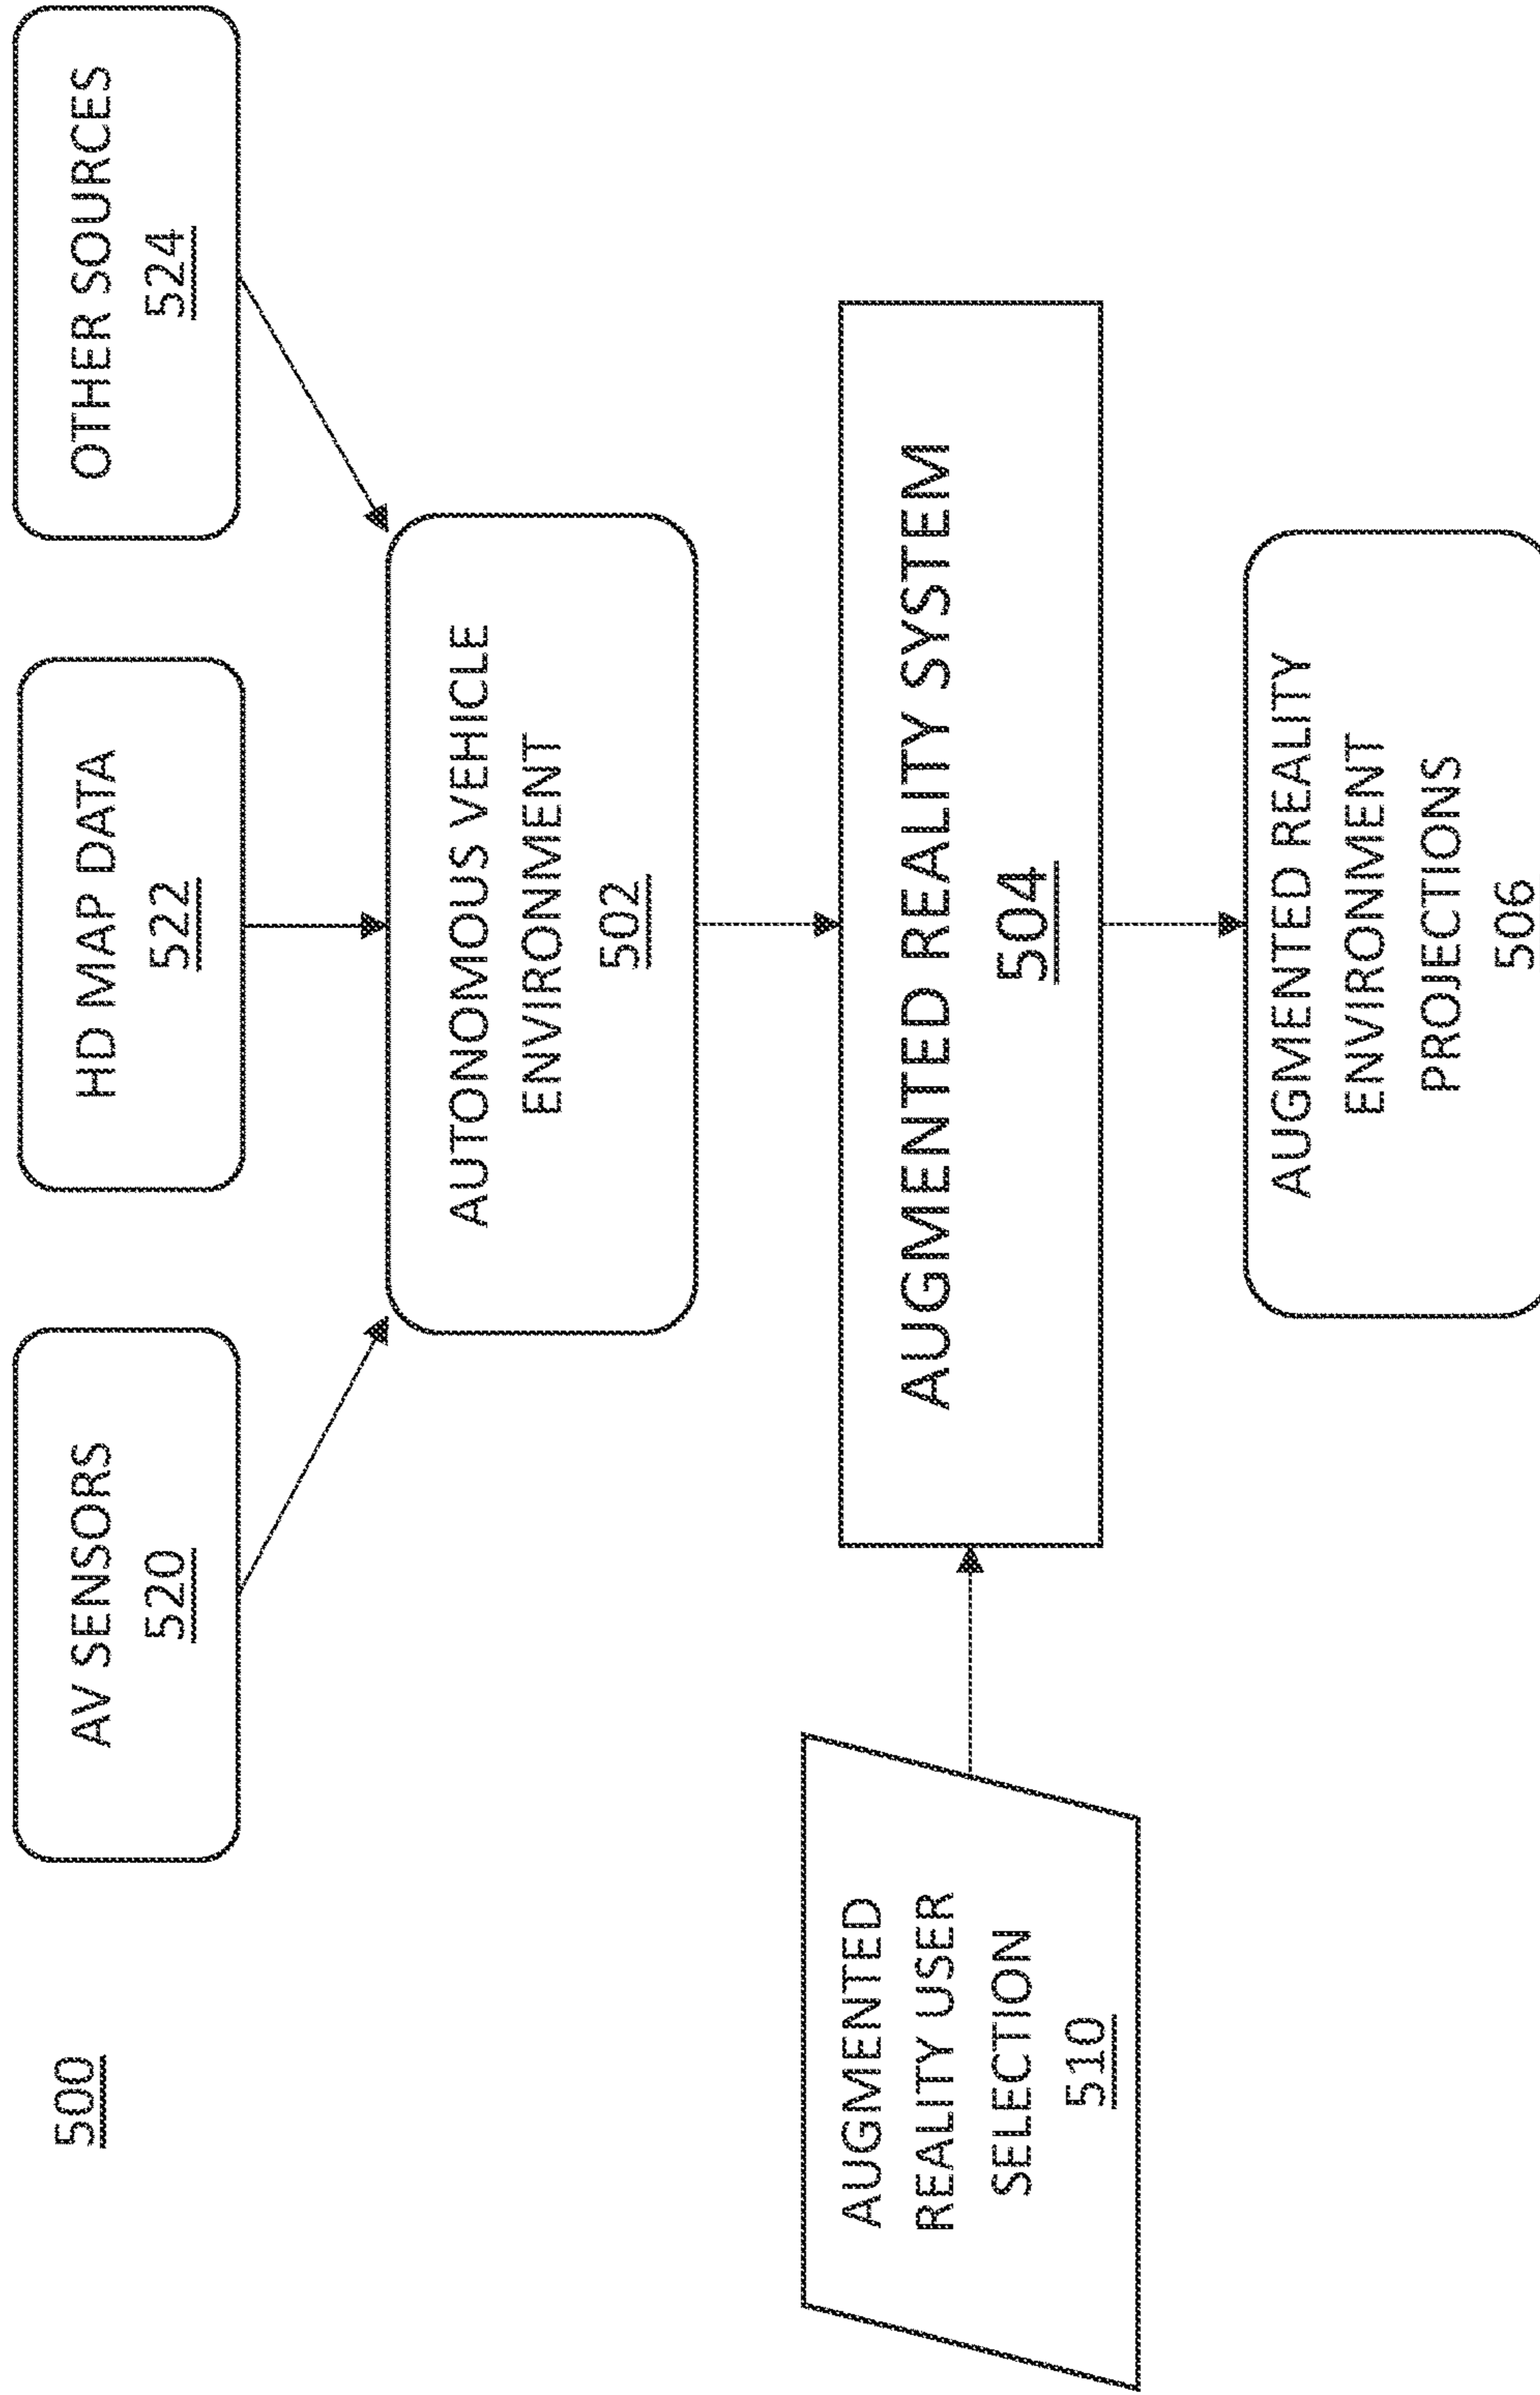 500
AV SENSORS
520
HD MAP DATA
522
OTHER SOURCES
524
AUTONOMOUS VEHICLE
ENVIRONMENT
502
AUGMENTED
REALITY USER
SELECTION
510
AUGMENTED REALITY SYSTEM
504
AUGMENTED REALITY
ENVIRONMENT
PROJECTIONS
506